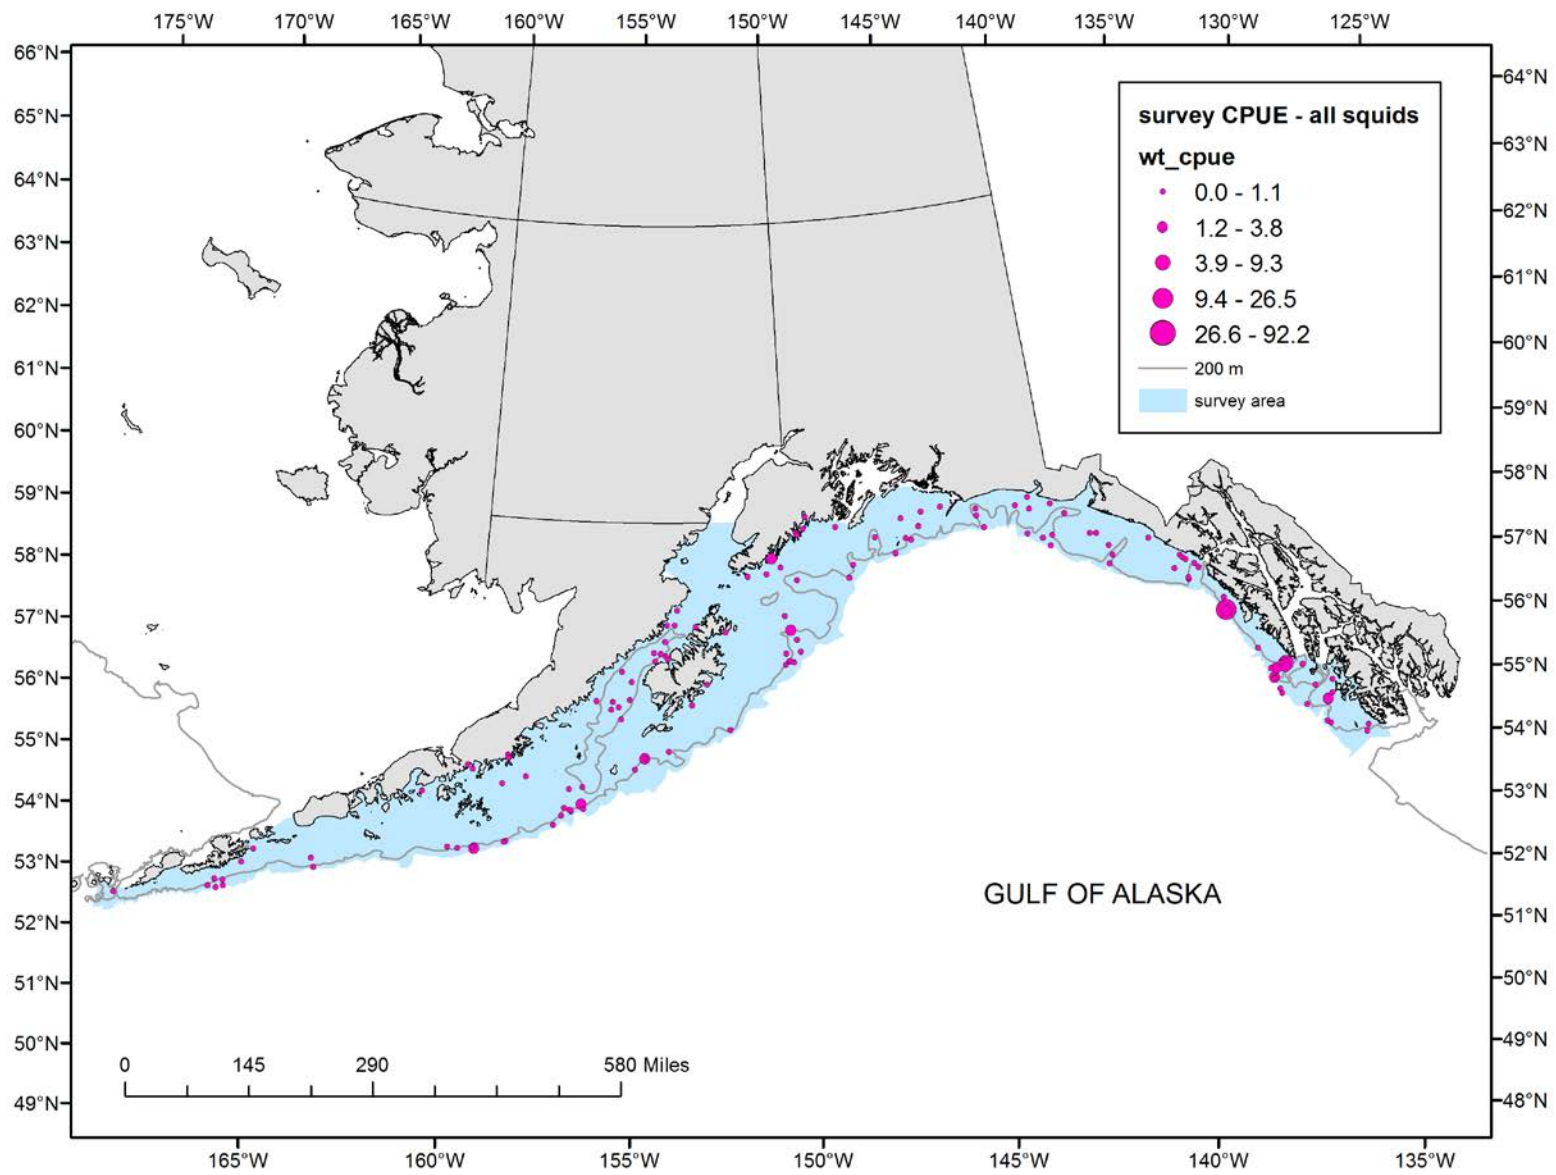 175°W 170°W 165°W 160°W 155°W 150°W 145°W 140°W 135°W 130°W 125°W
66°N
65°N
64°N
63°N
62°N
61°N
60°N
59°N
58°N
57°N
56°N
55°N
54°N
53°N
52°N
51°N
50°N
49°N
survey CPUE - all squids
wt_cpue
0.0 - 1.1
1.2 - 3.8
3.9 - 9.3
9.4 - 26.5
26.6 - 92.2
200 m
survey area
64°N
63°N
62°N
61°N
60°N
59°N
58°N
57°N
56°N
55°N
54°N
53°N
52°N
51°N
50°N
49°N
48°N
GULF OF ALASKA
0 145 290 580 Miles
165°W 160°W 155°W 150°W 145°W 140°W 135°W